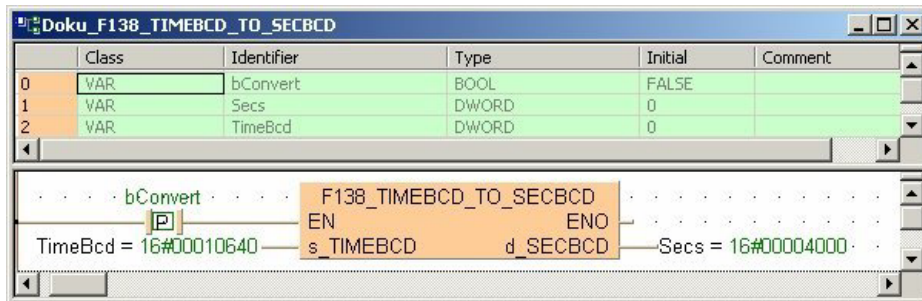 Doku_F138_TIMEBCD_TO_SECBCD
Class Identifier Type Initial Comment
0 VAR bConvert BOOL FALSE
1 VAR Secs DWORD 0
2 VAR TimeBcd DWORD 0
bConvert F138_TIMEBCD_TO_SECBCD
P EN ENO
TimeBcd = 16#00010640 s_TIMEBCD d_SECBCD Secs = 16#00004000